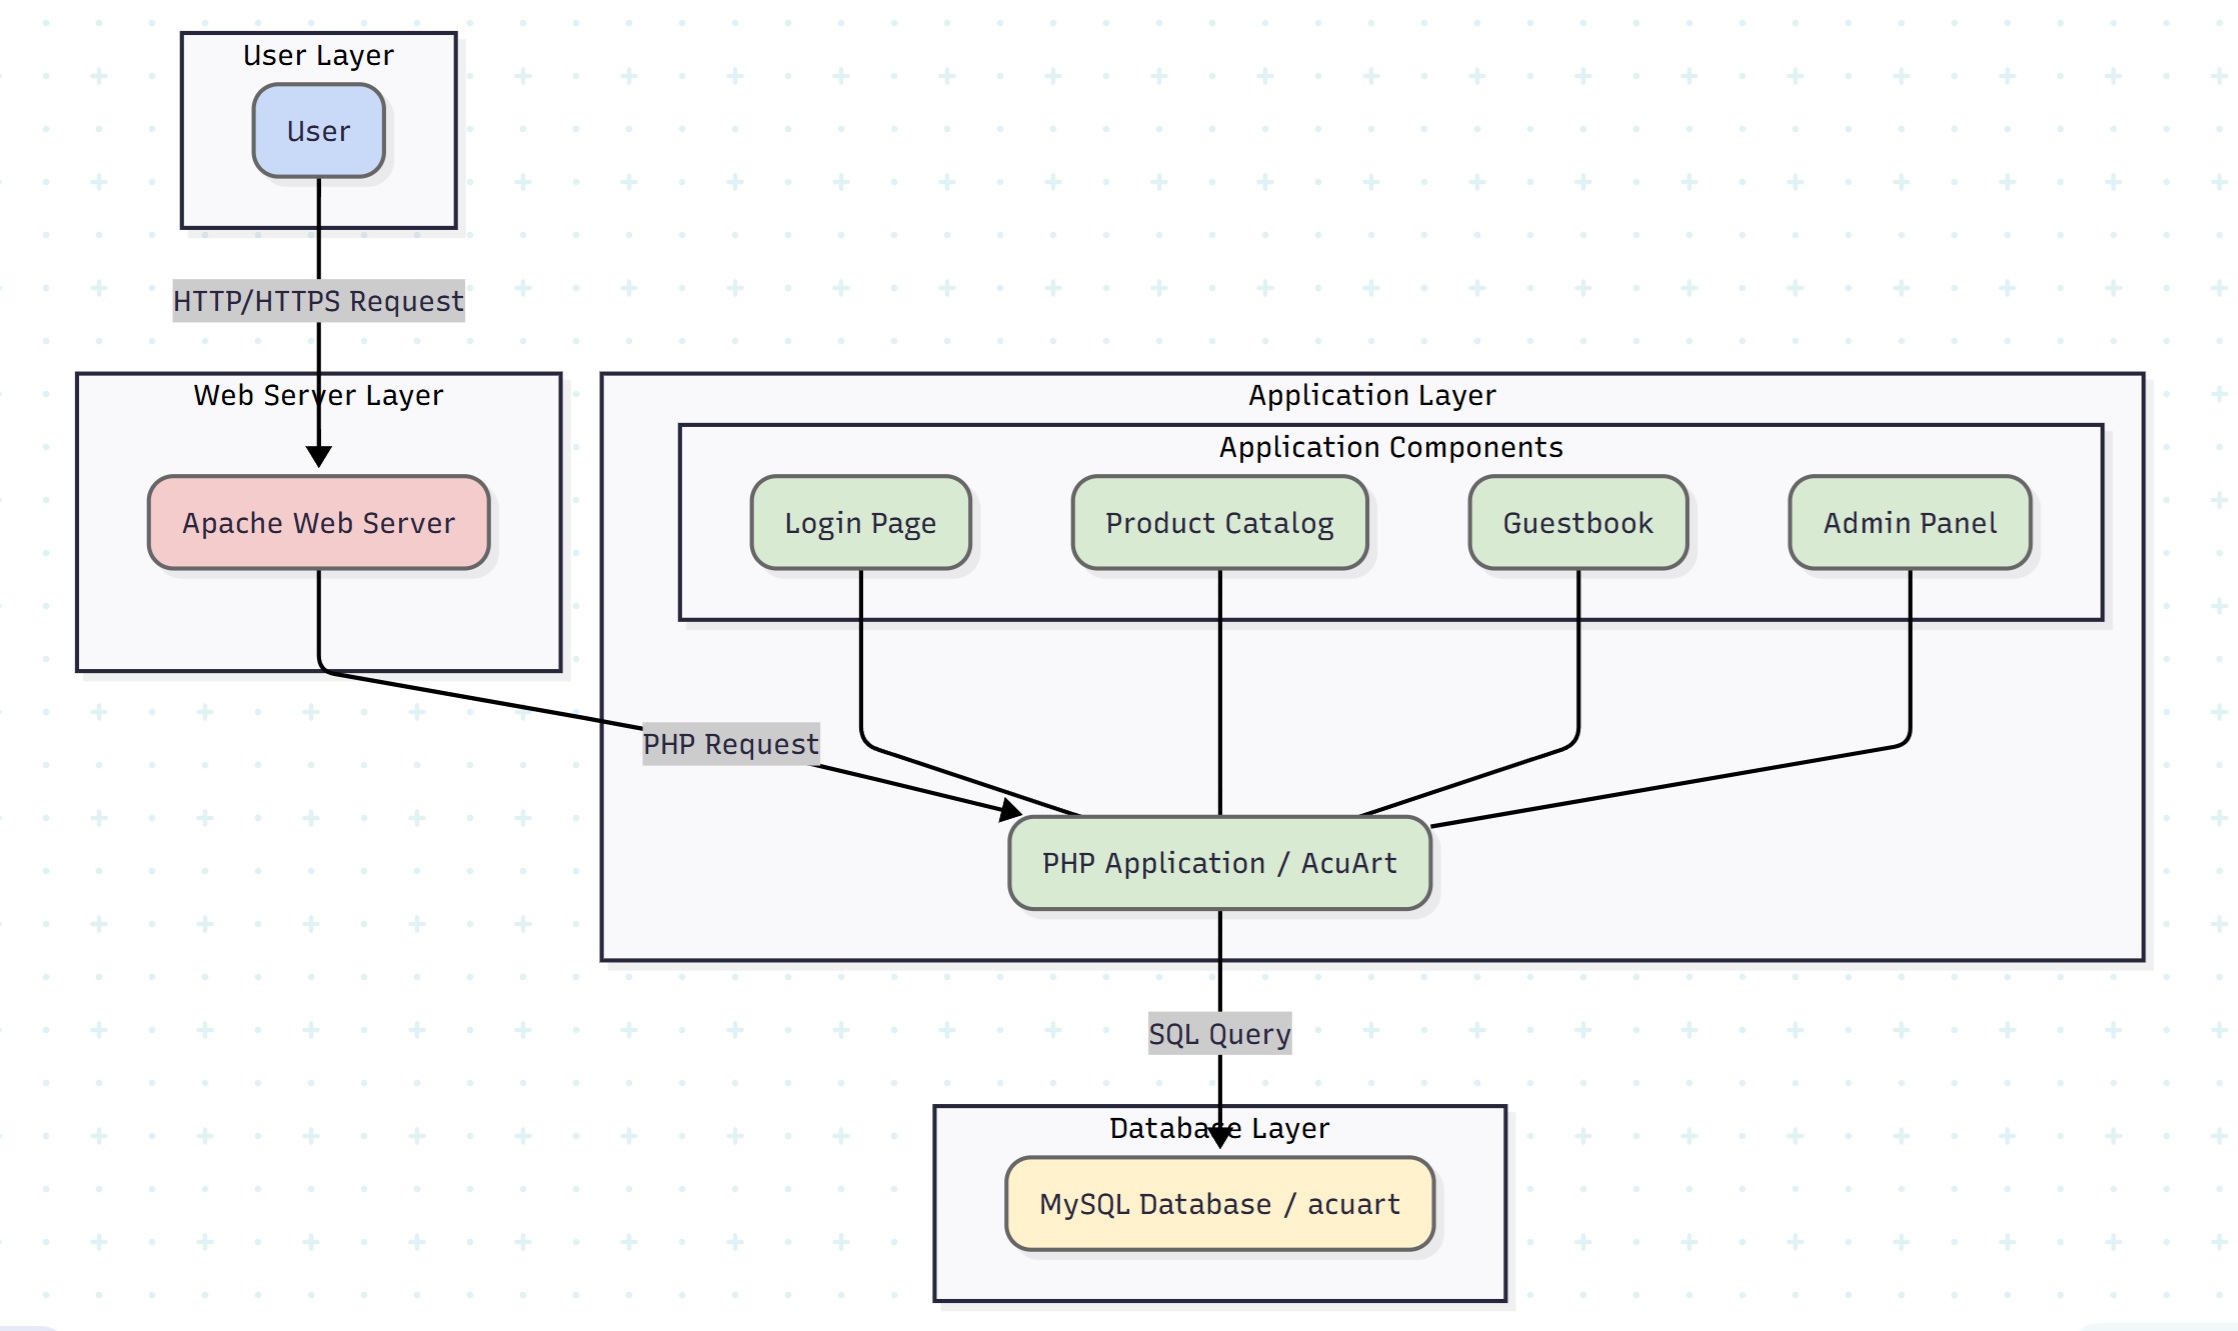 User Layer
User
HTTP/HTTPS Request
Web Server Layer
Apache Web Server
Application Layer
Application Components
Login Page
Product Catalog
Guestbook
Admin Panel
PHP Request
PHP Application / AcuArt
SQL Query
Database Layer
MySQL Database / acuart